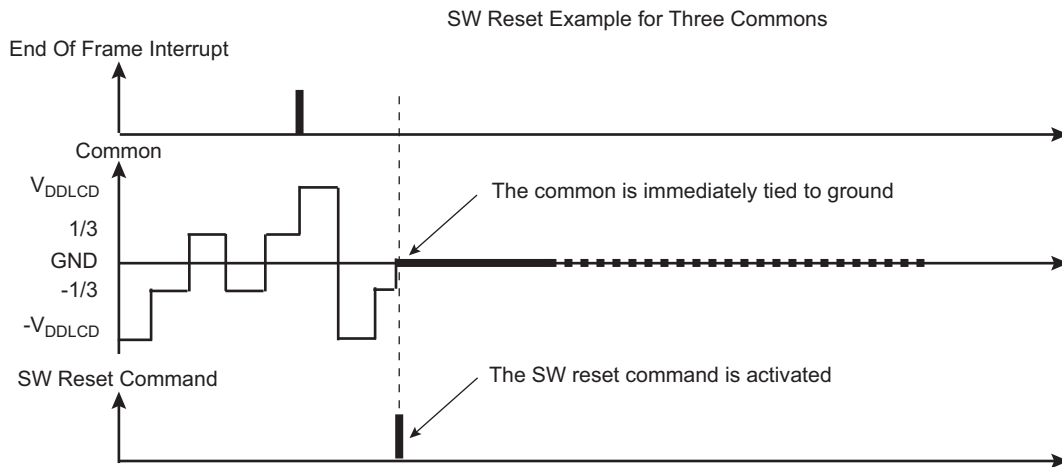 SW Reset Example for Three Commons
End Of Frame Interrupt
Common
VDDLCD
The common is immediately tied to ground
1/3
GND
-1/3
-VDDLCD
SW Reset Command
The SW reset command is activated